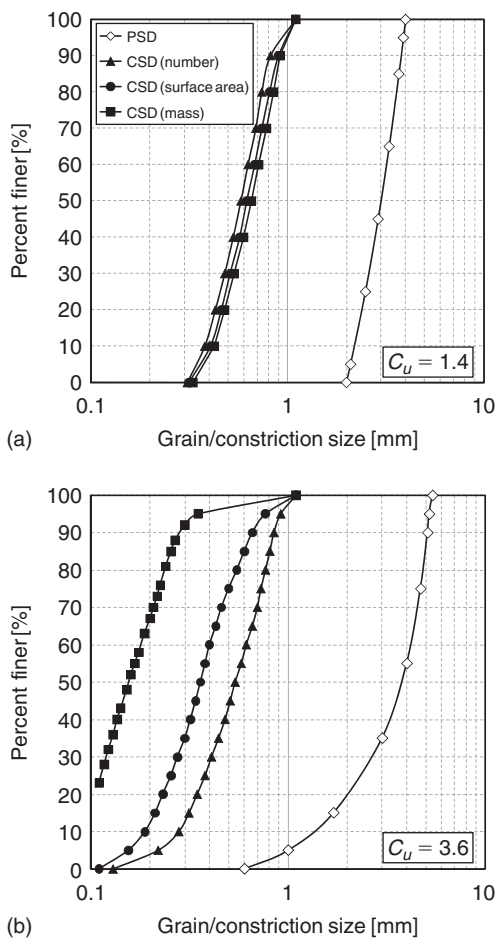 100
90
80
70
60
50
40
30
20
10
0
Percent finer [%]
PSD
CSD (number)
CSD (surface area)
CSD (mass)
C_u = 1.4
0.1 1 10
(a) Grain/constriction size [mm]
100
90
80
70
60
50
40
30
20
10
0
Percent finer [%]
C_u = 3.6
0.1 1 10
(b) Grain/constriction size [mm]